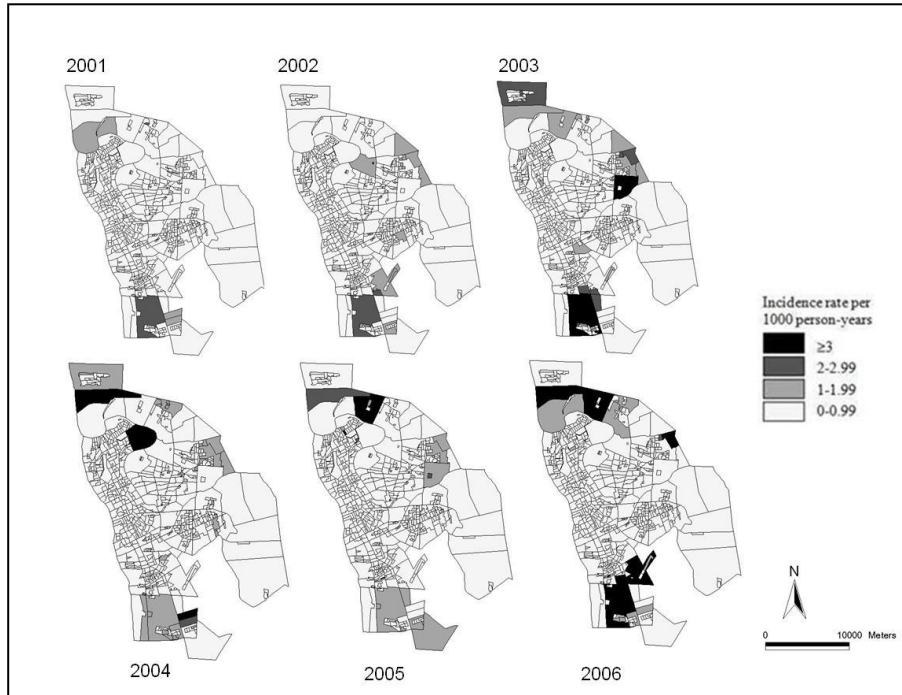 2001
2002
2003
Incidence rate per
1000 person-years
≥3
2-2.99
1-1.99
0-0.99
N
0 10000 Meters
2004
2005
2006